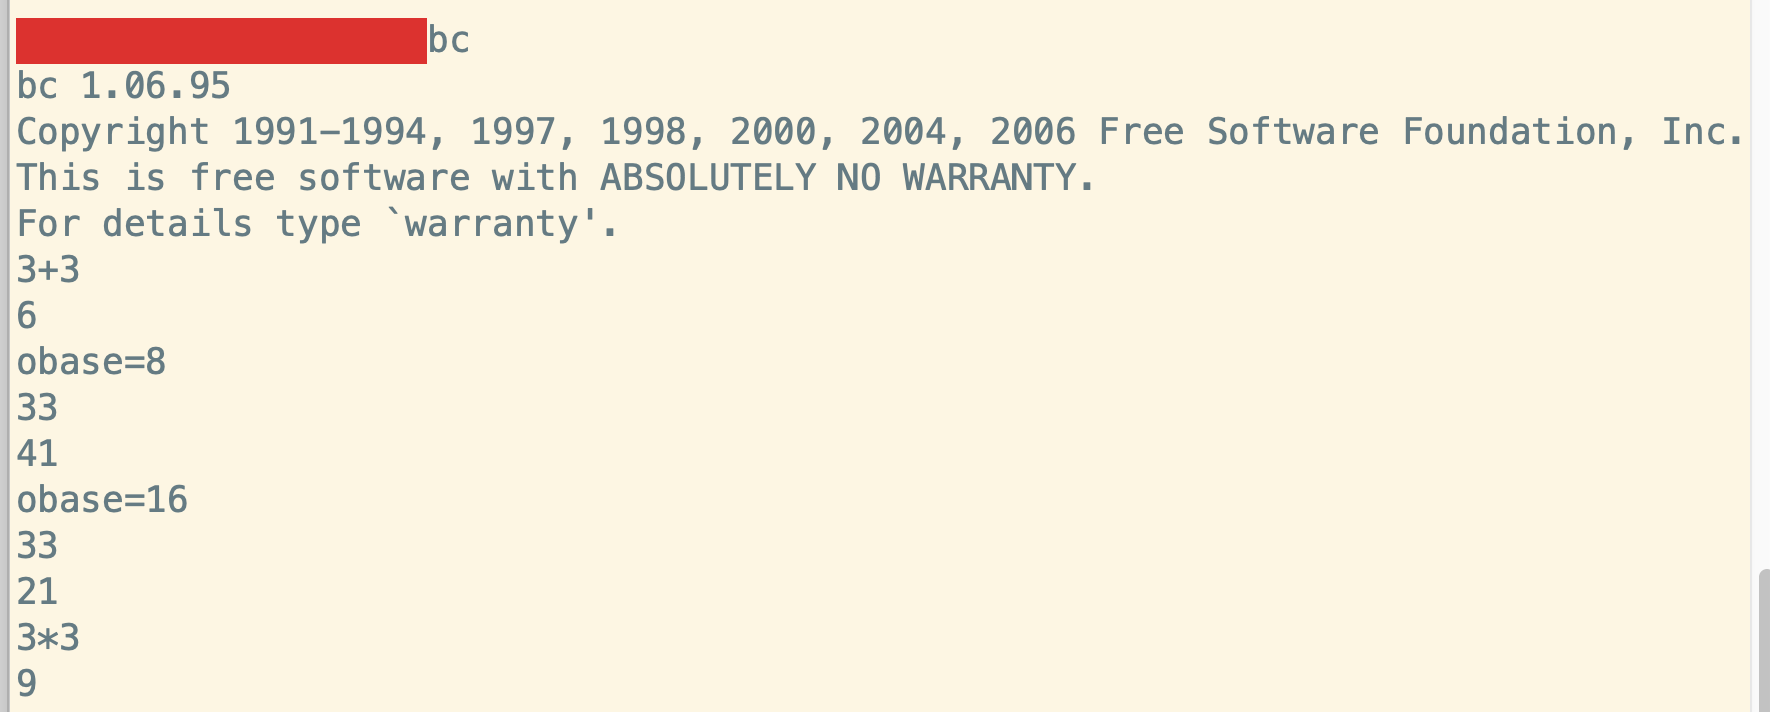 bc
bc 1.06.95
Copyright 1991-1994, 1997, 1998, 2000, 2004, 2006 Free Software Foundation, Inc.
This is free software with ABSOLUTELY NO WARRANTY.
For details type `warranty'.
3+3
6
obase=8
33
41
obase=16
33
21
3*3
9